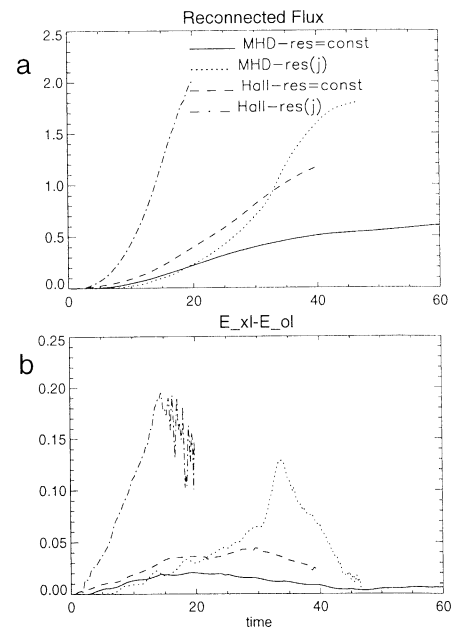 Reconnected Flux
a
2.5
2.0
1.5
1.0
0.5
0.0
MHD-res=const
MHD-res(j)
Hall-res=const
Hall-res(j)
0 20 40 60
E_xl-E_ol
b
0.25
0.20
0.15
0.10
0.05
0.00
0 20 40 60
time